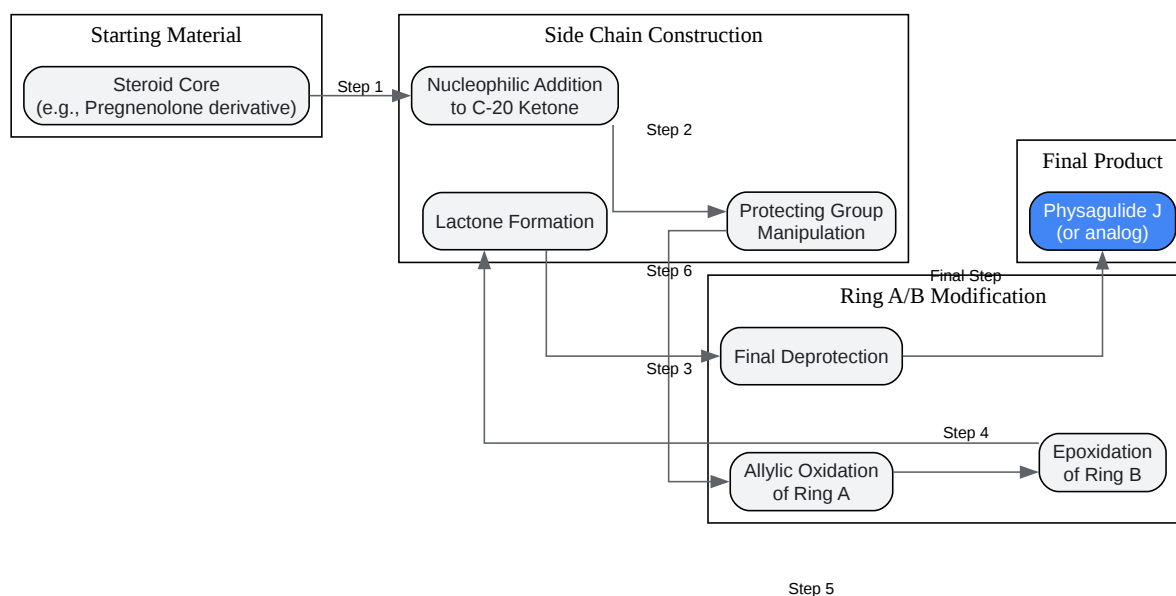 Starting Material
Steroid Core
(e.g., Pregnenolone derivative)
Step 1
Side Chain Construction
Nucleophilic Addition
to C-20 Ketone
Step 2
Lactone Formation
Protecting Group
Manipulation
Final Product
Physagulide J
(or analog)
Step 6
Final Step
Ring A/B Modification
Final Deprotection
Step 3
Step 4
Allylic Oxidation
of Ring A
Epoxidation
of Ring B
Step 5